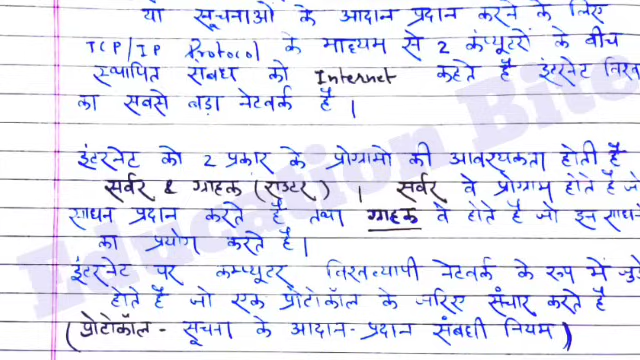 या सूचनाओं के आदान प्रदान करने के लिए
TCP/IP Protocol के माध्यम से 2 कंप्यूटरों के बीच
स्थापित संबंध को Internet कहते हैं इंटरनेट
का सबसे बड़ा नेटवर्क है।
इंटरनेट को 2 प्रकार के प्रोग्रामो की आवश्यकता होती है
सर्वर & ग्राहक (राउटर) । सर्वर वे प्रोग्राम होते है जो
साधन प्रदान करते हैं तथा ग्राहक वे होते है जो इन साधनों
का प्रयोग करते हैं।
इंटरनेट पर कम्प्यूटर विश्वव्यापी नेटवर्क के रूप में जुड़े
होते हैं जो एक प्रोटोकॉल के जरिए संचार करते है
(प्रोटोकॉल - सूचना के आदान-प्रदान संबंधी नियम)
Education Bite